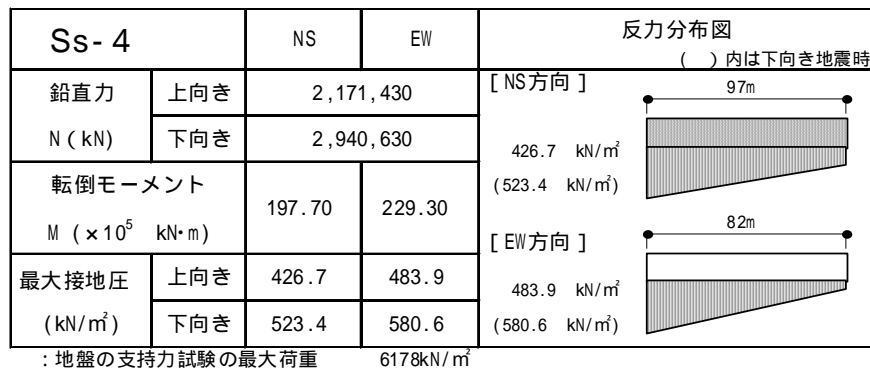 Ss-4 NS EW 反力分布図
( )内は下向き地震時
鉛直力 上向き 2,171,430
N(kN) 下向き 2,940,630
転倒モーメント 197.70 229.30
M (×10⁵ kN・m)
最大接地圧 上向き 426.7 483.9
(kN/㎡) 下向き 523.4 580.6
[NS方向]
97m
426.7 kN/㎡
(523.4 kN/㎡)
[EW方向]
82m
483.9 kN/㎡
(580.6 kN/㎡)
:地盤の支持力試験の最大荷重 6178kN/㎡